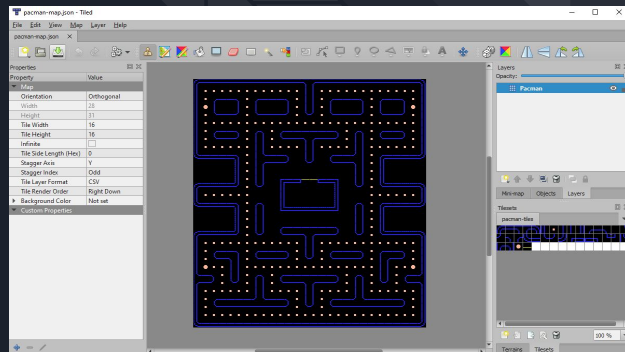 pacman-map.json - Tiled
File Edit View Map Layer Help
pacman-map.json
Properties
Property Value
Map
Orientation Orthogonal
Width 28
Height 31
Tile Width 16
Tile Height 16
Infinite
Tile Side Length (Hex) 0
Stagger Axis Y
Stagger Index Odd
Tile Layer Format CSV
Tile Render Order Right Down
Background Color Not set
Custom Properties
Layers
Opacity:
Pacman
Mini-map Objects Layers
Tilesets
pacman-tiles
100 %
Terrains Tilesets